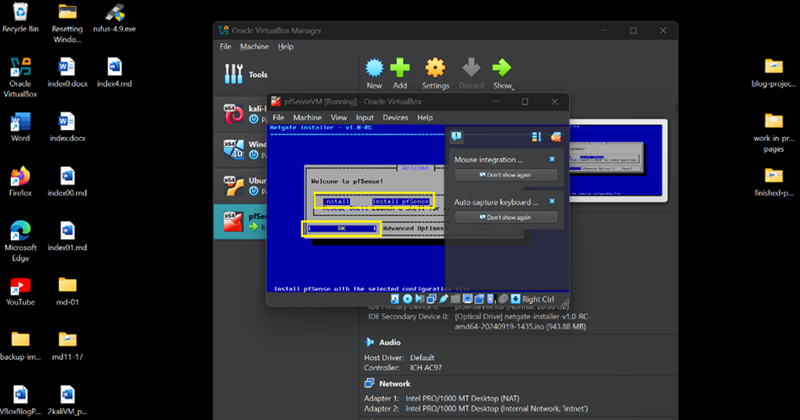 Recycle Bin
Resetting Windo...
rufus-4.9.exe
Oracle VirtualBox
index0.docx
index4.md
Word
index.docx
Firefox
index00.md
Microsoft Edge
index01.md
YouTube
md-01
backup-im...
md11-17
VBoxBlogP...
2kaliVM_p...
Oracle VirtualBox Manager
File Machine Help
Tools
New Add Settings Discard Show
kali-
Wind
Ubu
pfSe
pfSenseVM [Running] - Oracle VirtualBox
File Machine View Input Devices Help
Netgate Installer - v1.0-RC
Welcome
Welcome to pfSense!
Install Install pfSense
OK Advanced Options
Install pfSense with the selected configuration file
Mouse integration ...
Don't show again
Auto capture keyboard ...
Don't show again
Right Ctrl
IDE Secondary Device 0: [Optical Drive] netgate-installer-v1.0-RC-
amd64-20240919-1435.iso (943.88 MB)
Audio
Host Driver: Default
Controller: ICH AC97
Network
Adapter 1: Intel PRO/1000 MT Desktop (NAT)
Adapter 2: Intel PRO/1000 MT Desktop (Internal Network, 'intnet')
blog-projec...
work-in-pr...
pages
finished-p...